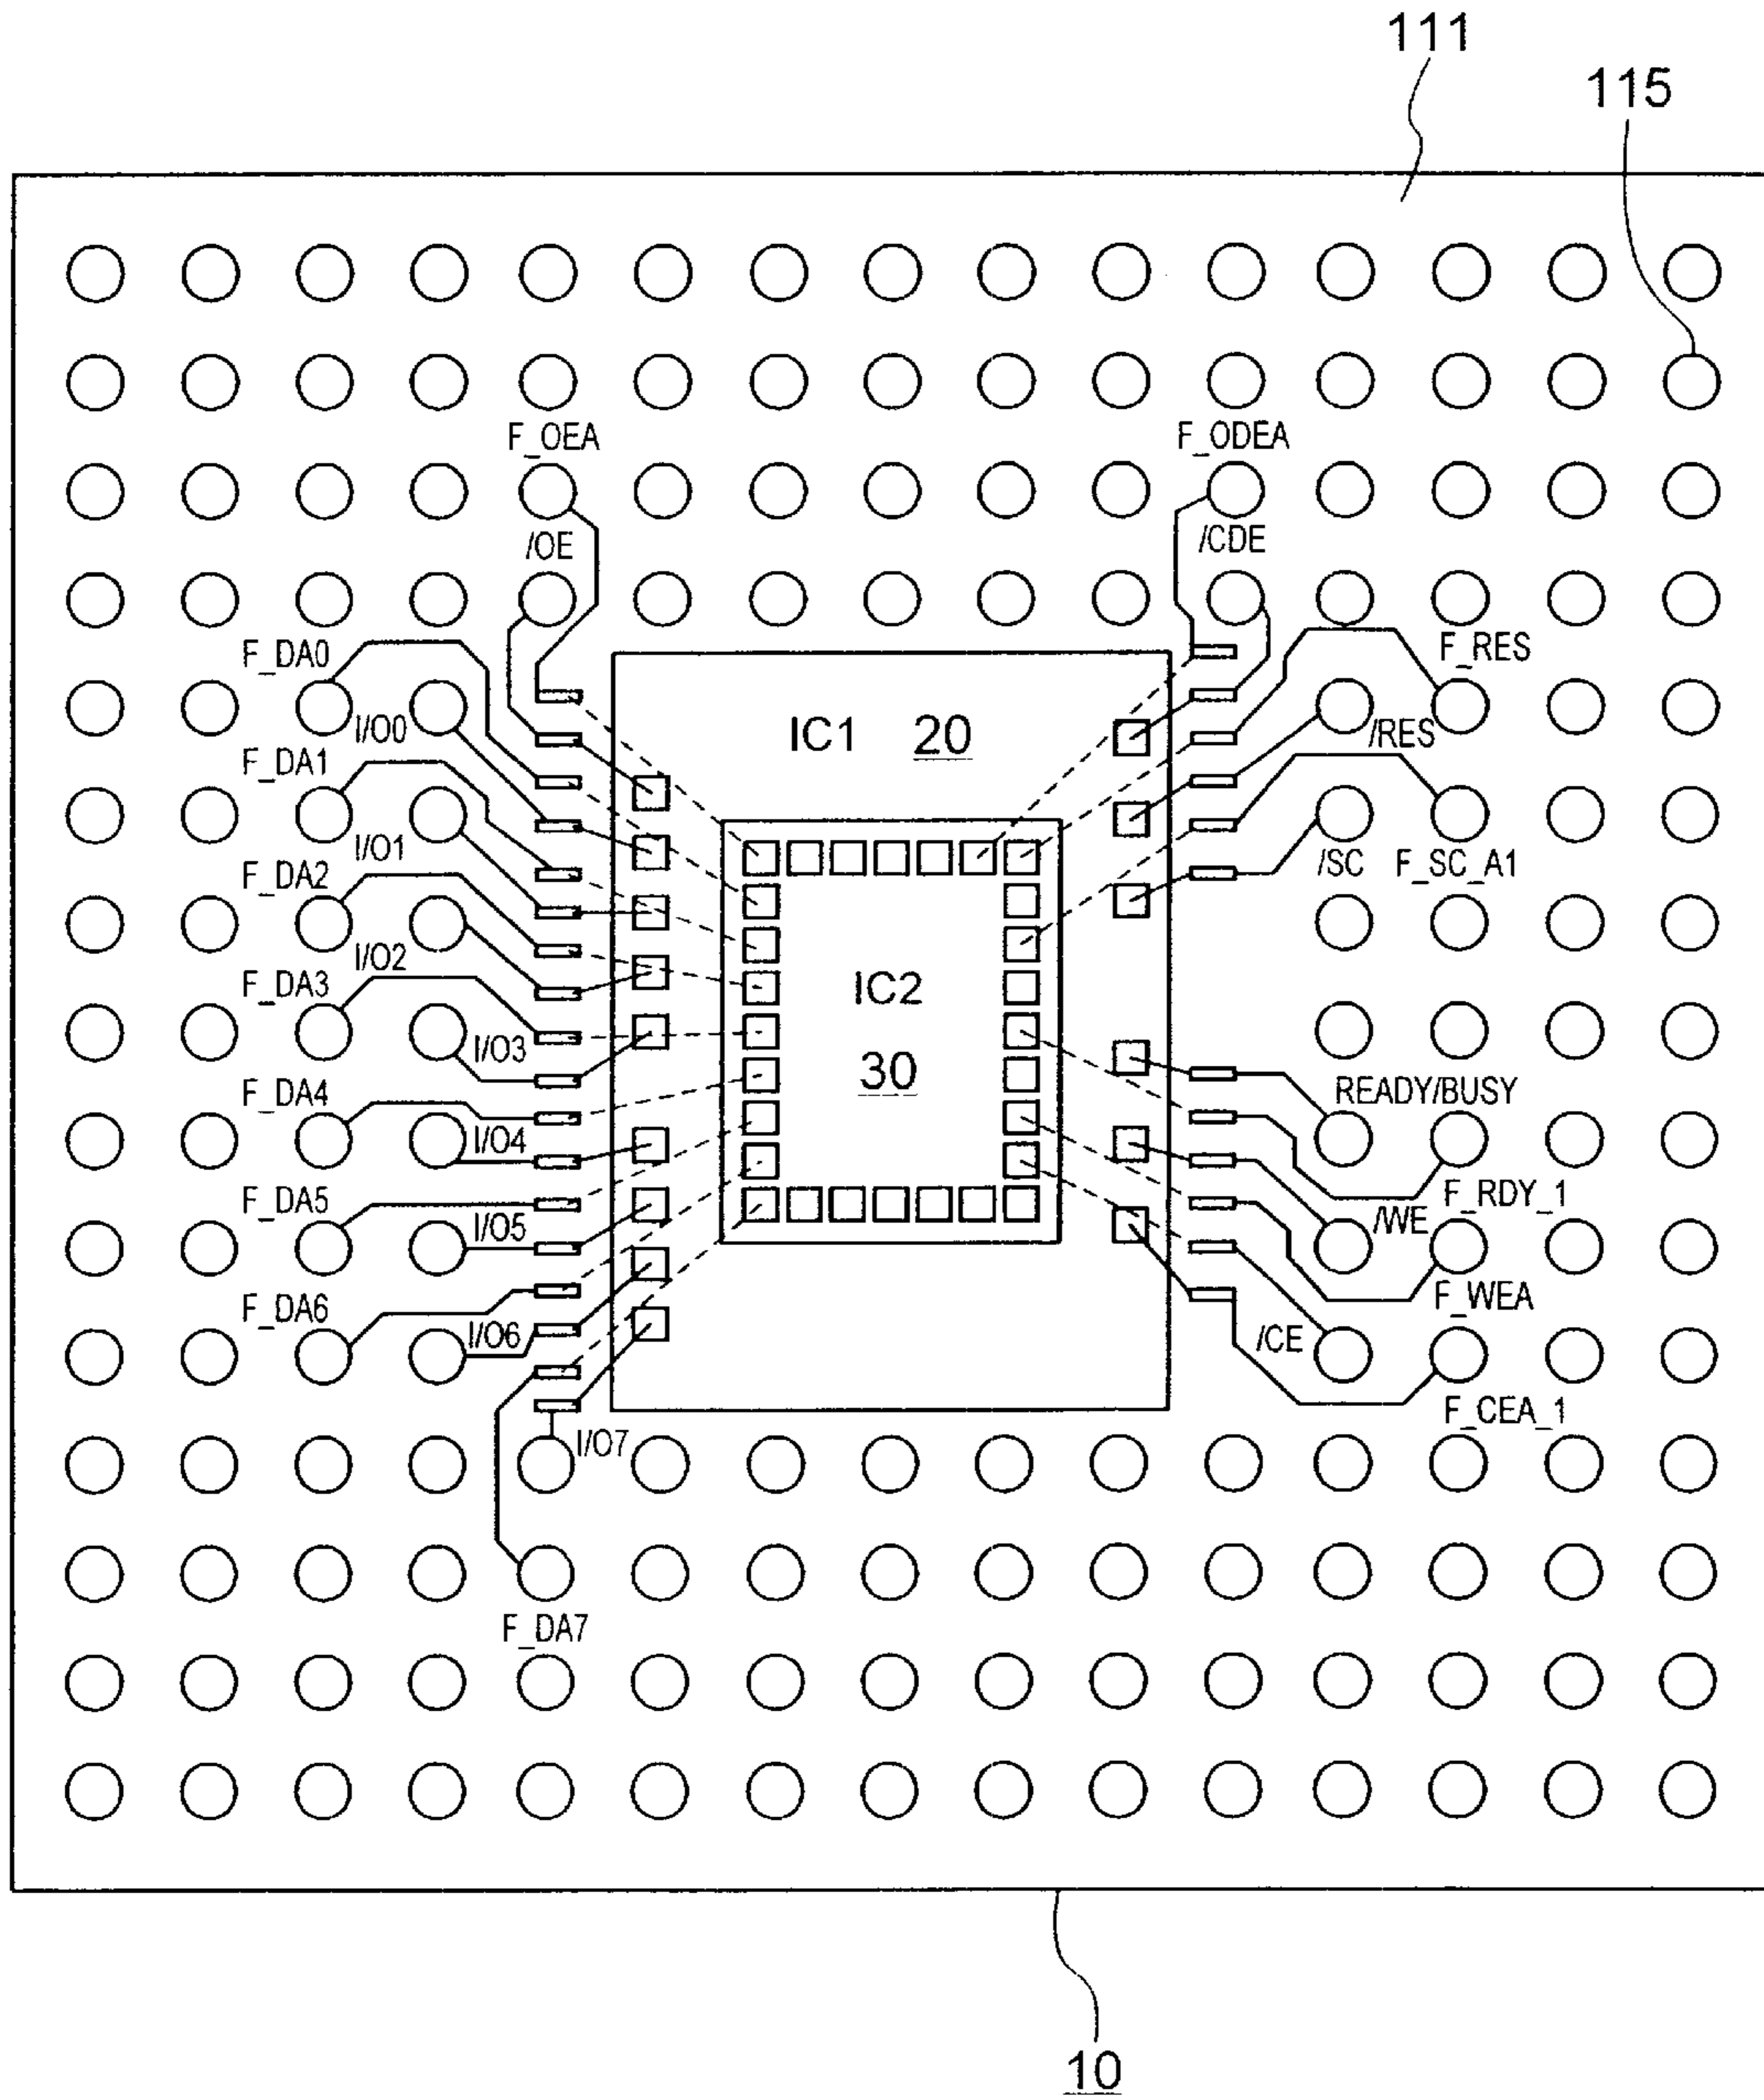 111
115
F_OEA
F_ODEA
/OE
/CDE
F_DA0
F_RES
I/O0
IC1 20
/RES
F_DA1
I/O1
/SC F_SC_A1
F_DA2
I/O2
F_DA3
IC2
I/O3
30
F_DA4
READY/BUSY
I/O4
F_DA5
F_RDY_1
I/O5
/WE
F_DA6
F_WEA
I/O6
/CE
F_CEA_1
I/O7
F_DA7
10